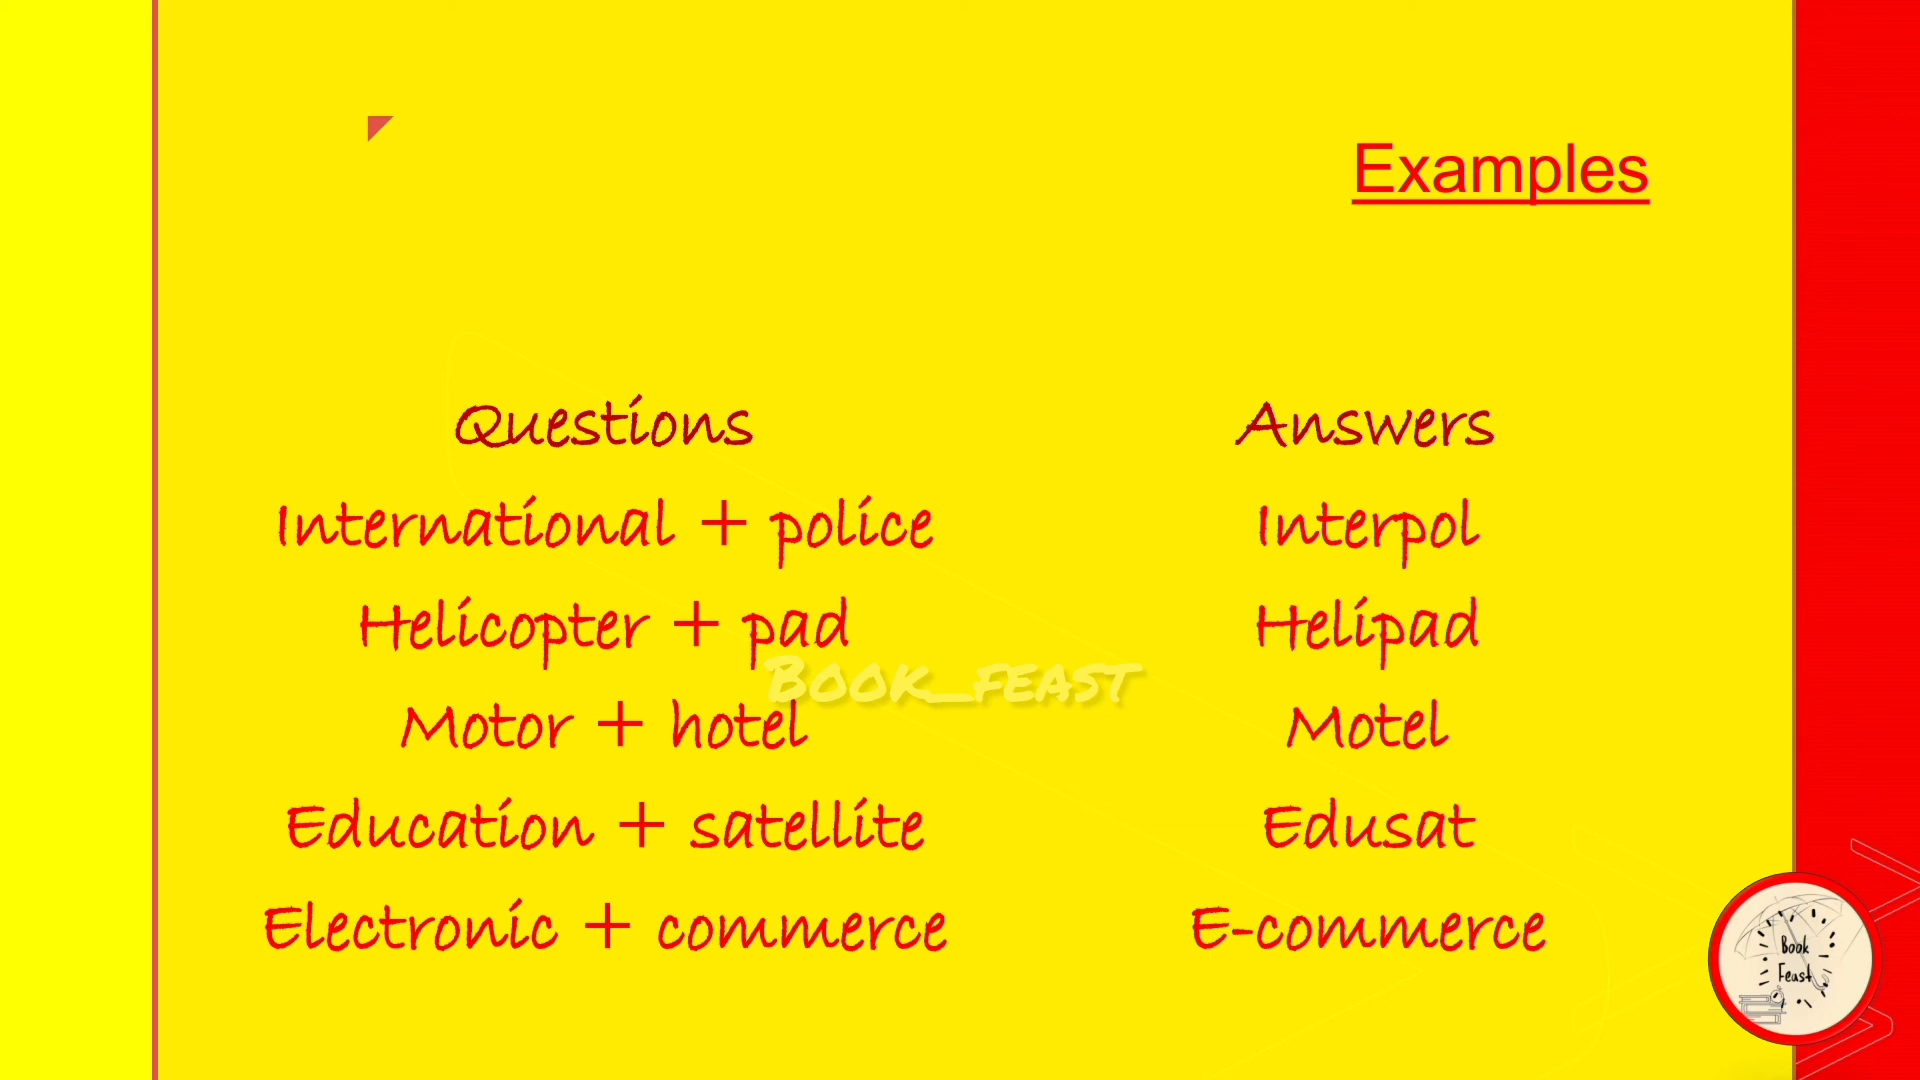 Examples
Questions Answers
International + police Interpol
Helicopter + pad Helipad
Book_feast
Motor + hotel Motel
Education + satellite Edusat
Electronic + commerce E-commerce
Book
Feast